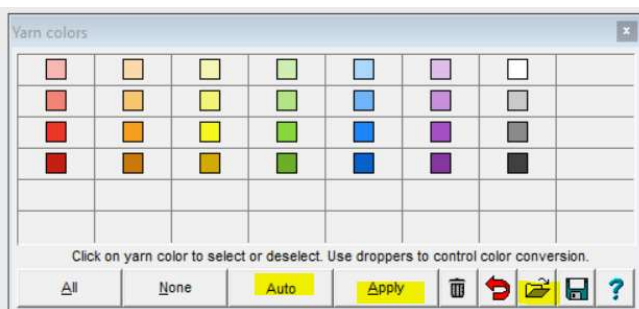 Yarn colors
x
Click on yarn color to select or deselect. Use droppers to control color conversion.
All None Auto Apply ?